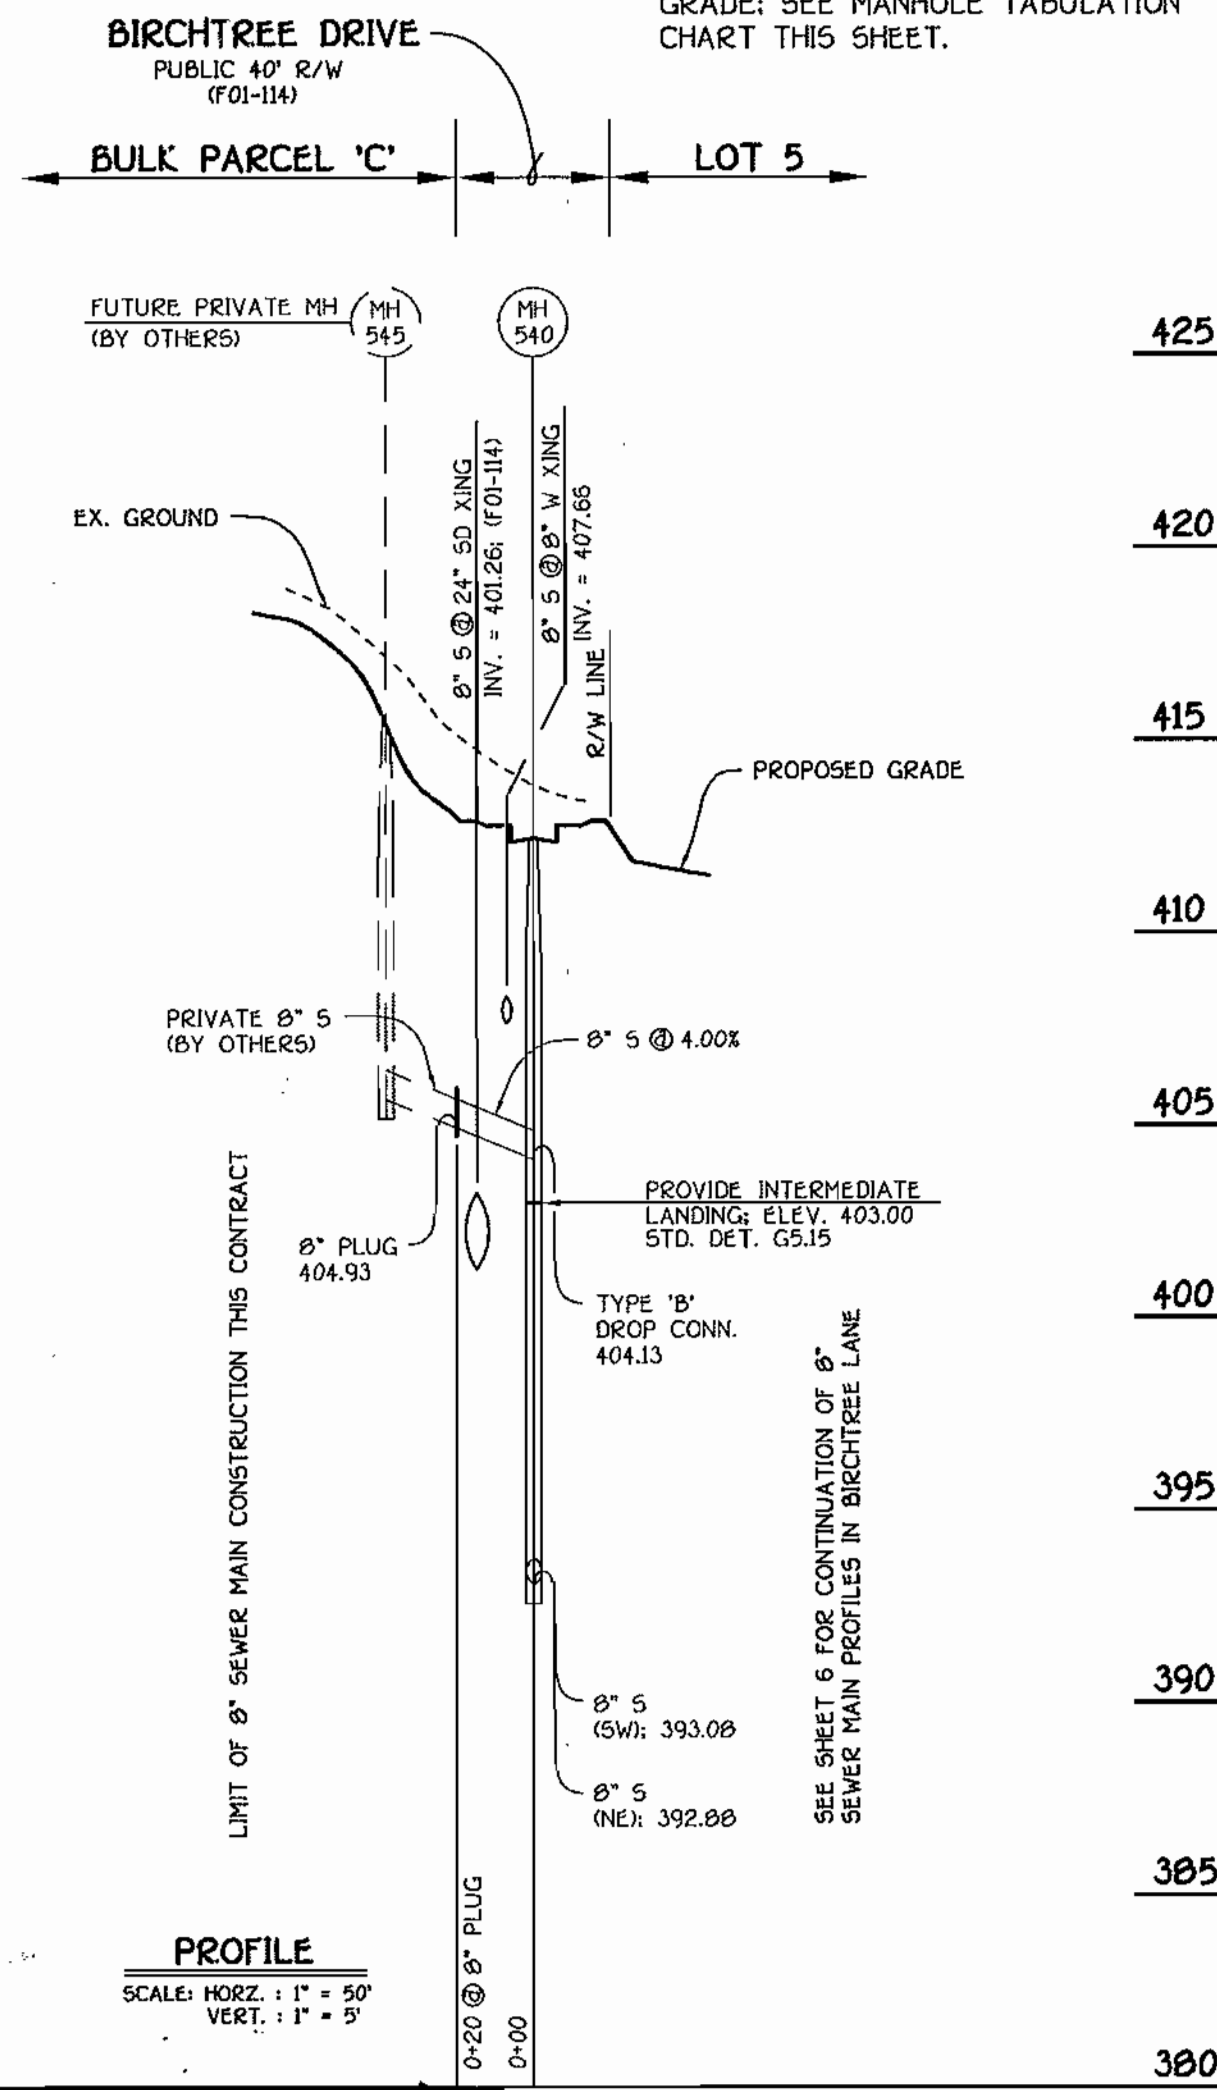 GRADE; SEE MANHOLE TABULATION
CHART THIS SHEET.
BIRCHTREE DRIVE
PUBLIC 40' R/W
(F01-114)
BULK PARCEL 'C'
LOT 5
FUTURE PRIVATE MH
(BY OTHERS)
MH
545
MH
540
425
420
415
410
405
400
395
390
385
380
EX. GROUND
8" S @ 24" SD XING
INV. = 401.26; (F01-114)
8" S @ 8" W XING
INV. = 407.66
R/W LINE
PROPOSED GRADE
PRIVATE 8" S
(BY OTHERS)
8" S @ 4.00%
PROVIDE INTERMEDIATE
LANDING; ELEV. 403.00
STD. DET. G5.15
8" PLUG
404.93
TYPE 'B'
DROP CONN.
404.13
LIMIT OF 8" SEWER MAIN CONSTRUCTION THIS CONTRACT
SEE SHEET 6 FOR CONTINUATION OF 8"
SEWER MAIN PROFILES IN BIRCHTREE LANE
8" S
(SW); 393.08
8" S
(NE); 392.88
0+20 @ 8" PLUG
0+00
PROFILE
SCALE: HORZ. : 1" = 50'
VERT. : 1" = 5'